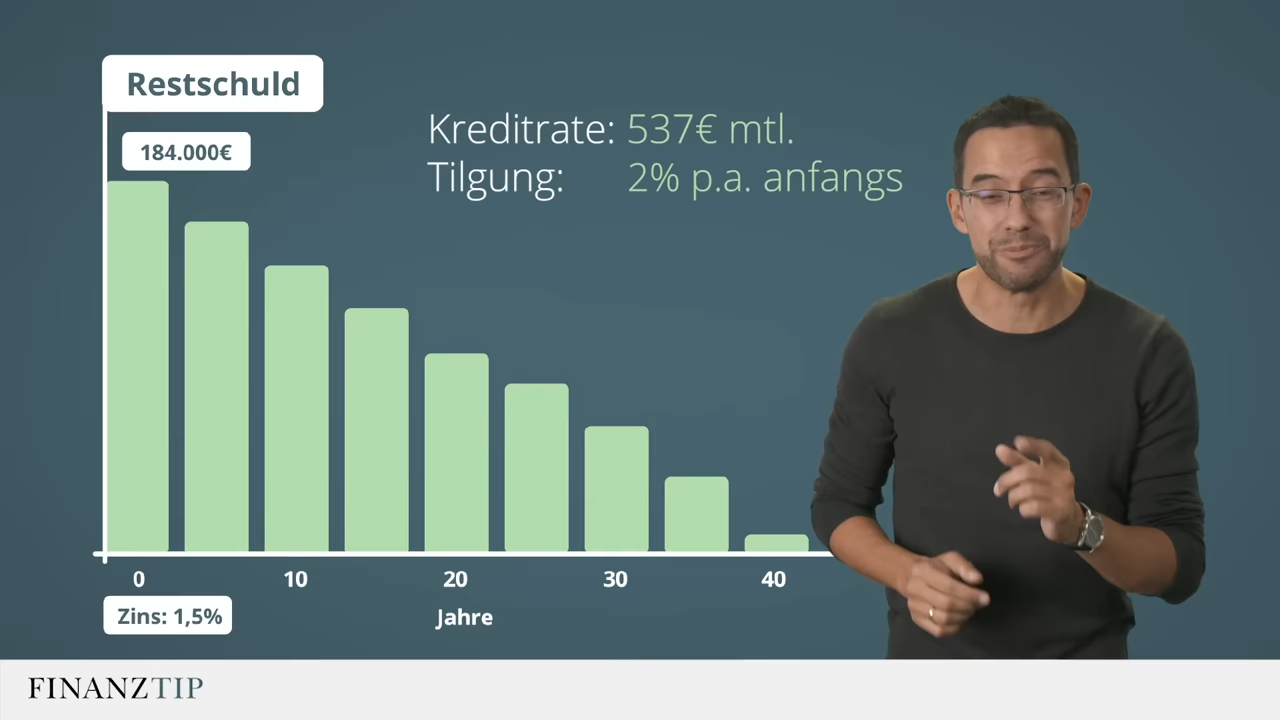 Restschuld
184.000€
Kreditrate: 537€ mtl.
Tilgung: 2% p.a. anfangs
0 10 20 30 40
Zins: 1,5%
Jahre
FINANZTIP